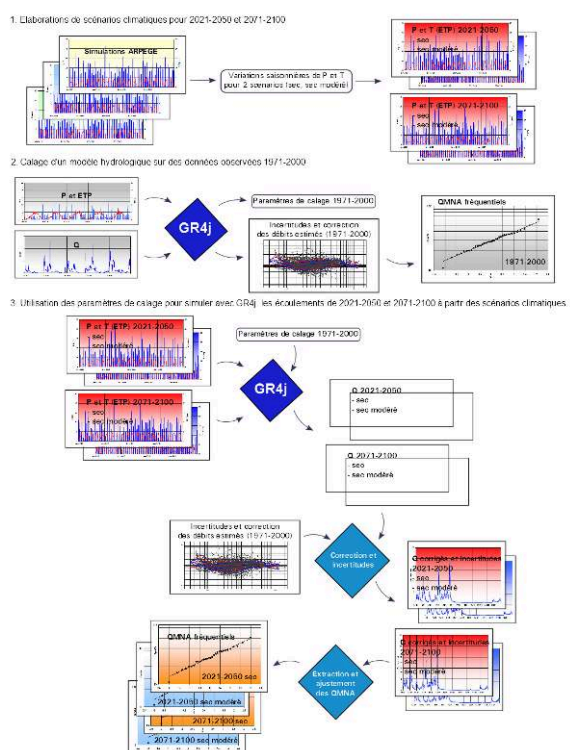 1. Elaborations de scénarios climatiques pour 2021-2050 et 2071-2100
Simulations ARPEGE
Variations saisonnières de P et T
pour 2 scénarios (sec, sec modéré)
P et T (ETP) 2021-2050
- sec
- sec modéré
P et T (ETP) 2071-2100
- sec
- sec modéré
2. Calage d'un modèle hydrologique sur des données observées 1971-2000
P et ETP
Q
GR4j
Paramètres de calage 1971-2000
Incertitudes et correction
des débits estimés (1971-2000)
QMNA fréquentiels
1971-2000
3. Utilisation des paramètres de calage pour simuler avec GR4j les écoulements de 2021-2050 et 2071-2100 à partir des scénarios climatiques
P et T (ETP) 2021-2050
- sec
- sec modéré
P et T (ETP) 2071-2100
- sec
- sec modéré
Paramètres de calage 1971-2000
GR4j
Q 2021-2050
- sec
- sec modéré
Q 2071-2100
- sec
- sec modéré
Incertitudes et correction
des débits estimés (1971-2000)
Correction et
incertitudes
Q corrigés et incertitudes
2021-2050
- sec
- sec modéré
Q corrigés et incertitudes
2071-2100
- sec
- sec modéré
Extraction et
ajustement
des QMNA
QMNA fréquentiels
2021-2050 sec
2021-2050 sec modéré
2071-2100 sec
2071-2100 sec modéré